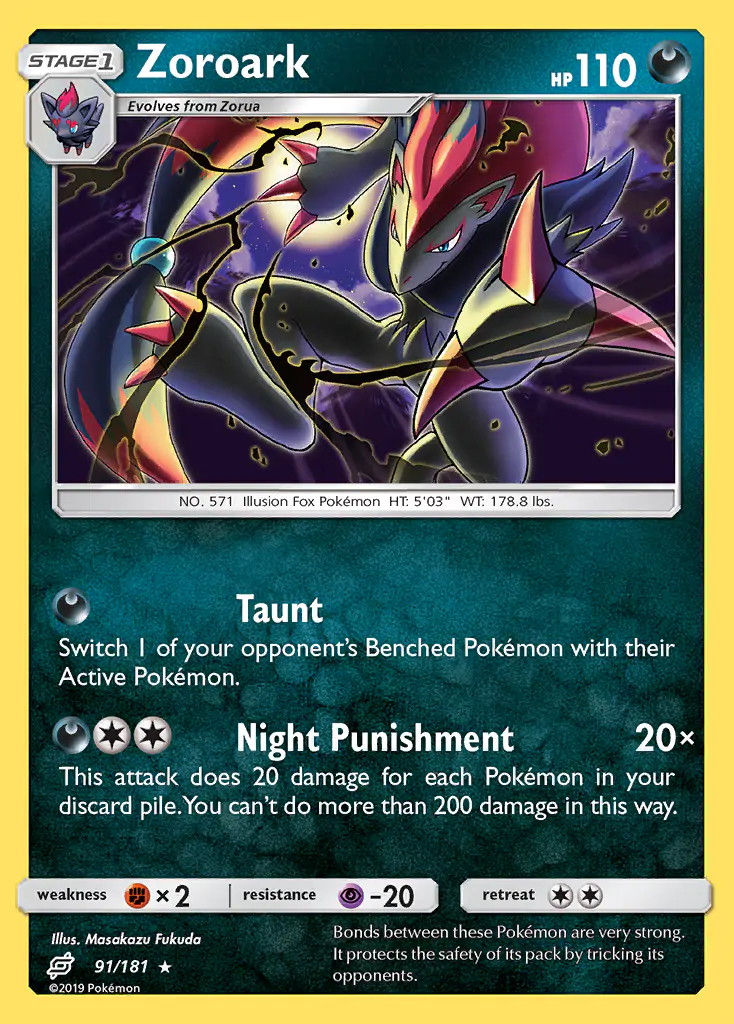 STAGE1
Zoroark
HP110
Evolves from Zorua
NO. 571 Illusion Fox Pokémon HT: 5'03" WT: 178.8 lbs.
Taunt
Switch 1 of your opponent's Benched Pokémon with their
Active Pokémon.
Night Punishment 20×
This attack does 20 damage for each Pokémon in your
discard pile. You can't do more than 200 damage in this way.
weakness ×2 resistance -20 retreat
Illus. Masakazu Fukuda
91/181 ★
©2019 Pokémon
Bonds between these Pokémon are very strong.
It protects the safety of its pack by tricking its
opponents.